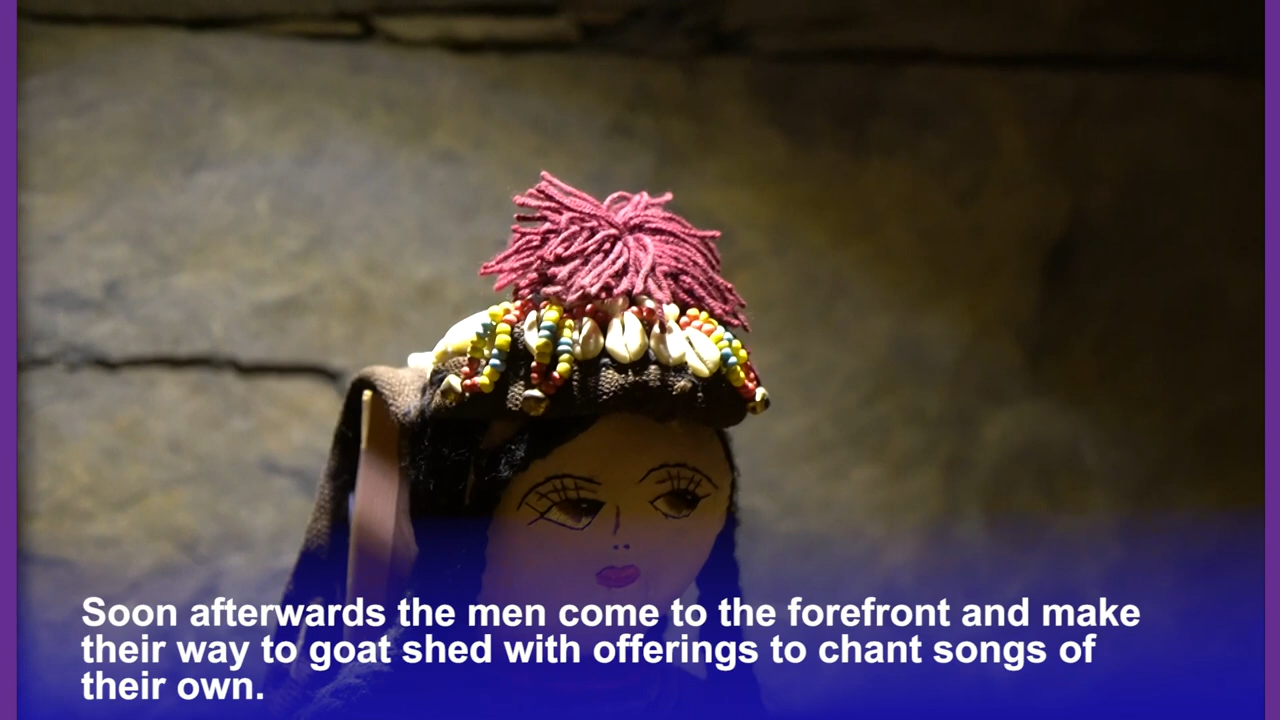 Soon afterwards the men come to the forefront and make
their way to goat shed with offerings to chant songs of
their own.